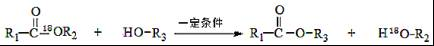 O O
R₁-C-¹⁸OR₂ + HO-R₃ 一定条件 R₁-C-O-R₃ + H¹⁸O-R₂